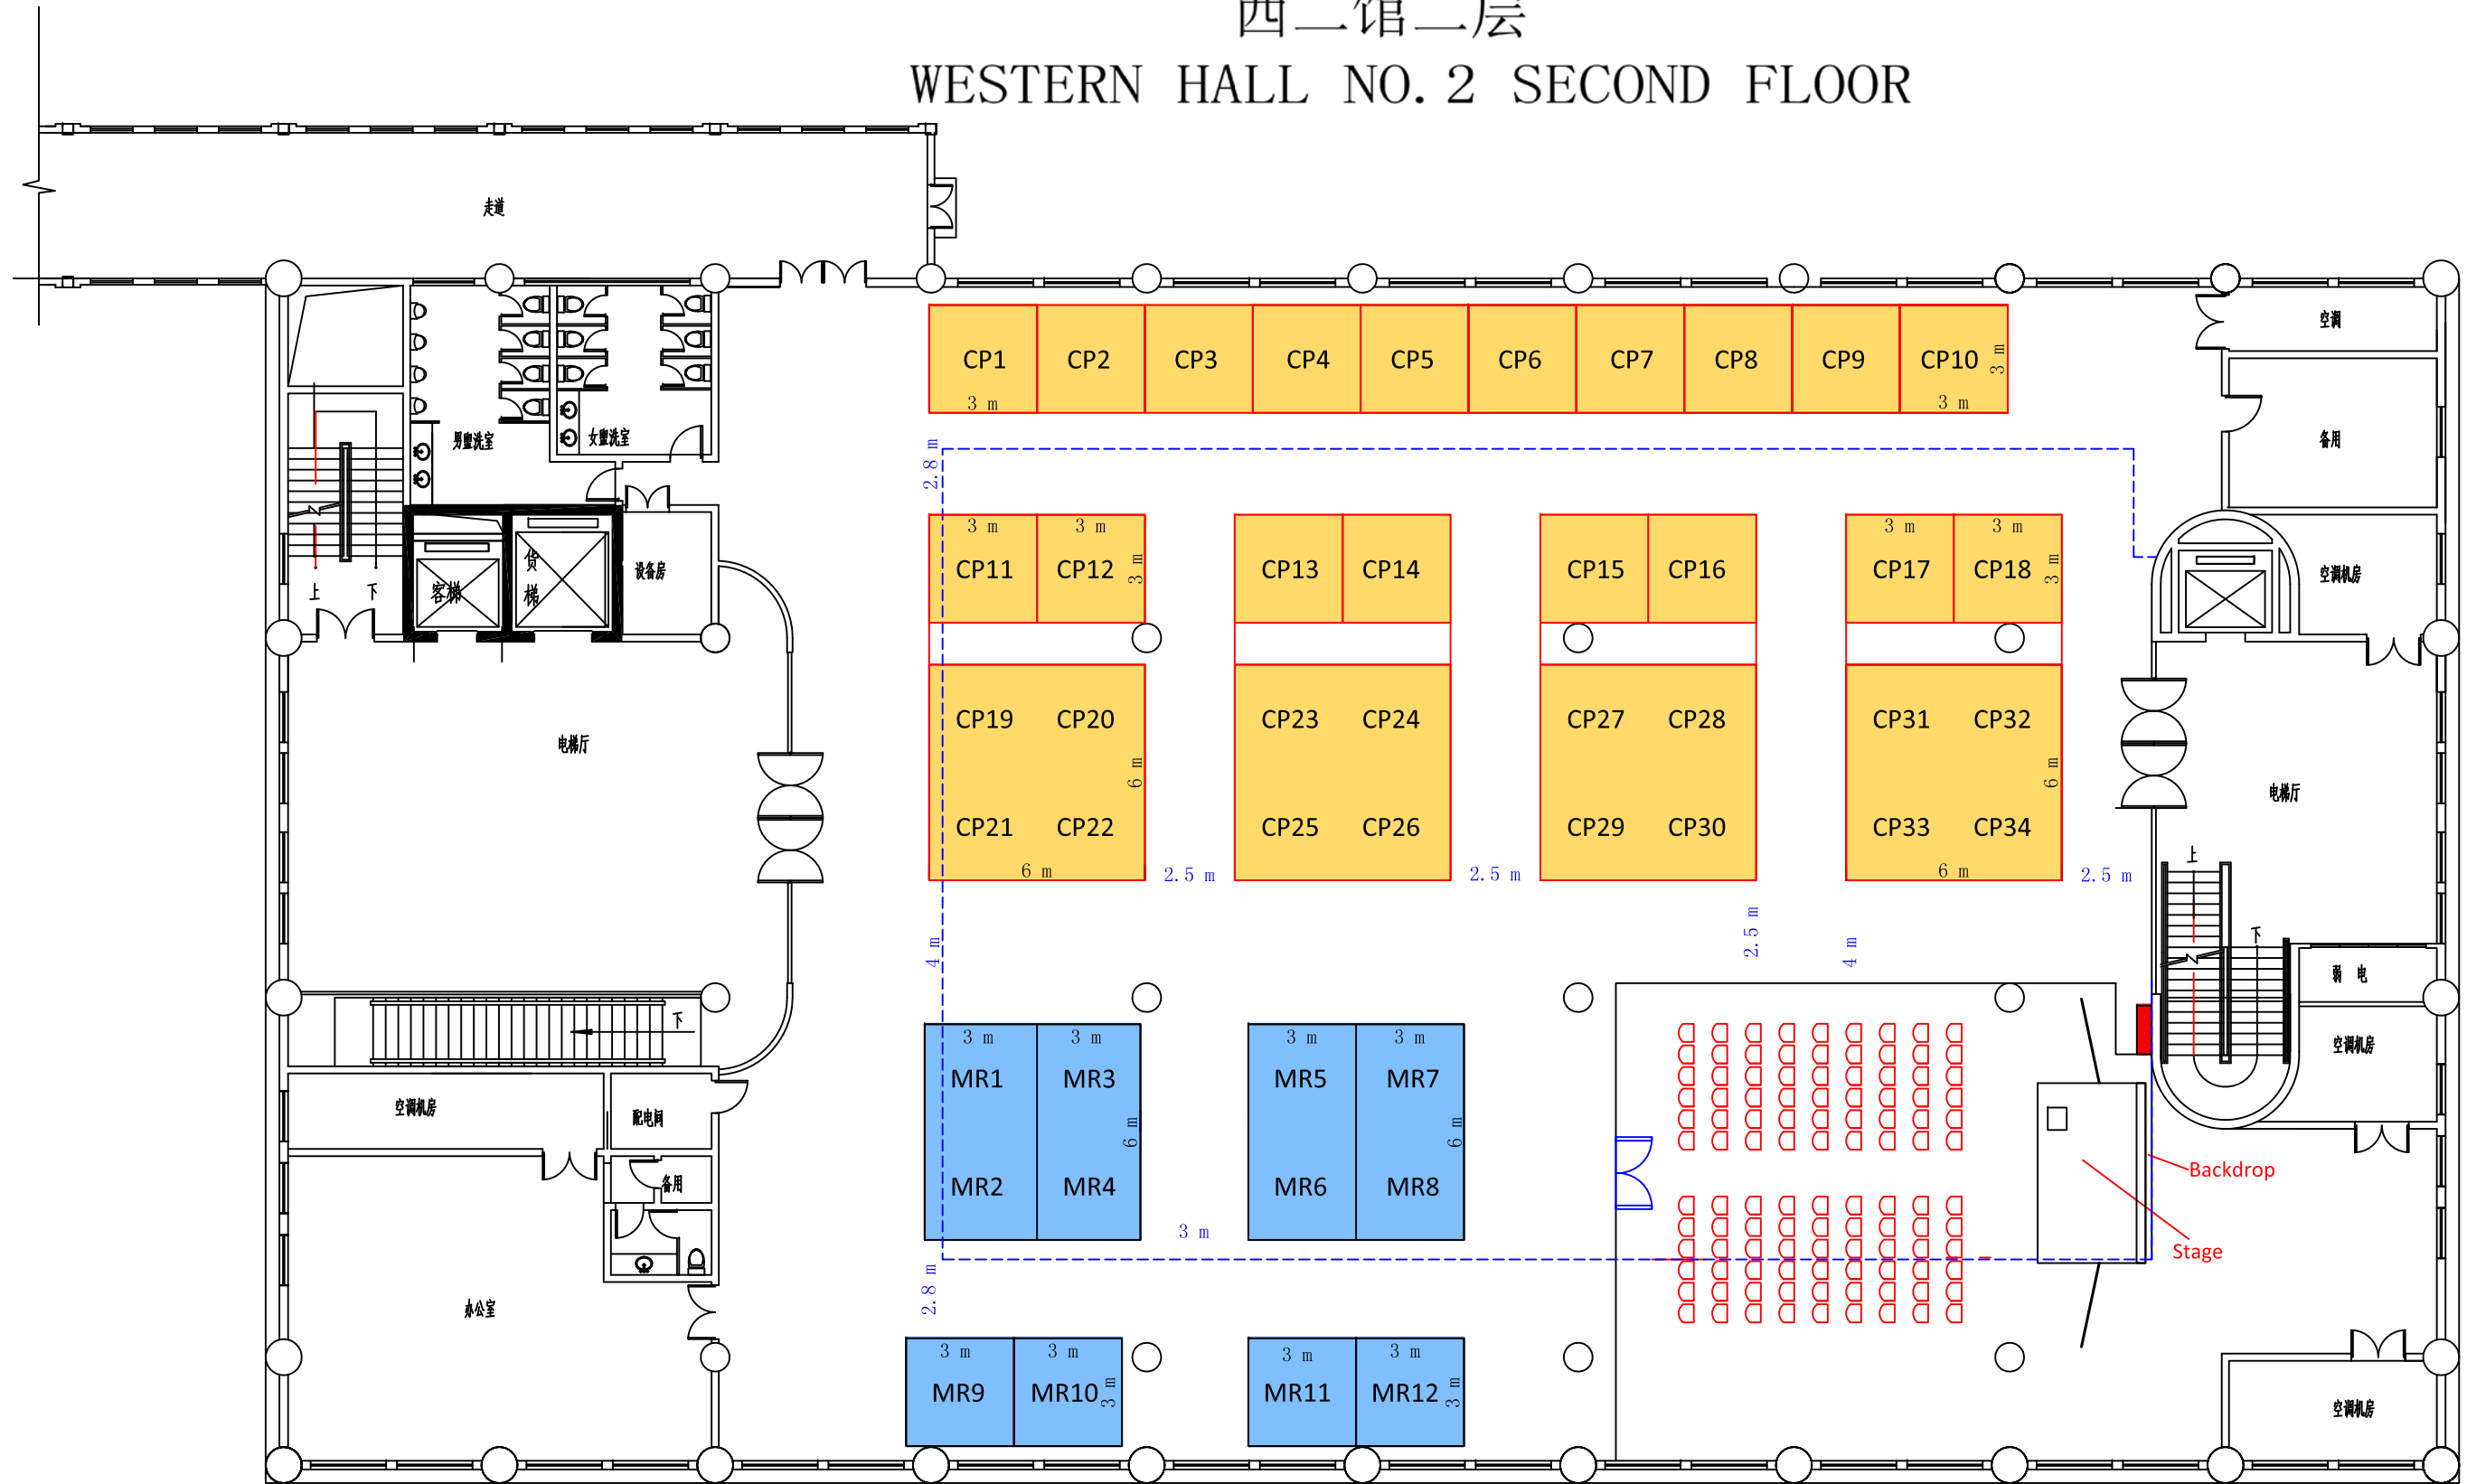 西二馆二层
WESTERN HALL NO.2 SECOND FLOOR
走道
空调
CP1 CP2 CP3 CP4 CP5 CP6 CP7 CP8 CP9 CP10
3 m
3 m
3 m
男盥洗室
女盥洗室
备用
2.8 m
3 m 3 m 3 m 3 m
CP11 CP12 CP13 CP14 CP15 CP16 CP17 CP18
3 m
3 m
货梯
客梯
设备房
空调机房
上 下
CP19 CP20 CP23 CP24 CP27 CP28 CP31 CP32
电梯厅
6 m
6 m
电梯厅
CP21 CP22 CP25 CP26 CP29 CP30 CP33 CP34
6 m 6 m
2.5 m 2.5 m 2.5 m
上
下
4 m
2.5 m
4 m
弱 电
下
3 m 3 m 3 m 3 m
空调机房
MR1 MR3 MR5 MR7
空调机房
配电间
6 m
6 m
MR2 MR4 MR6 MR8
备用
Backdrop
3 m
Stage
2.8 m
办公室
3 m 3 m 3 m 3 m
MR9 MR10 MR11 MR12
3 m
3 m
空调机房